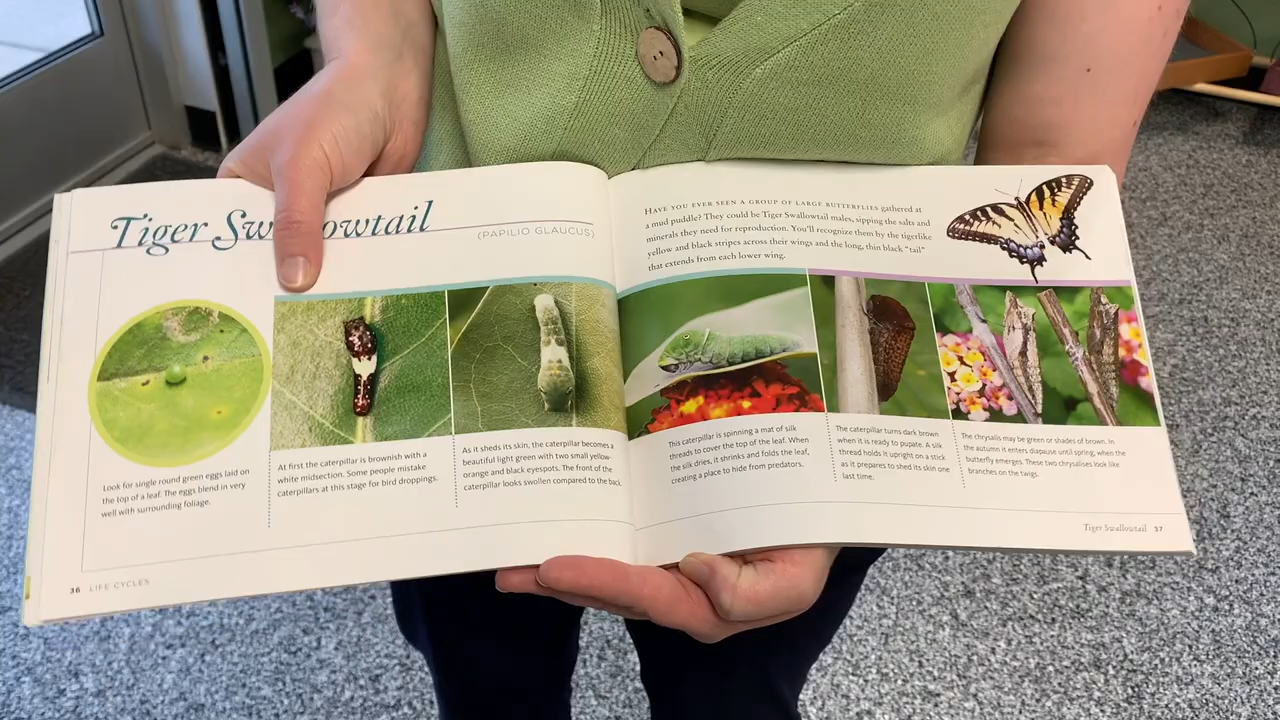 Tiger Swallowtail
(PAPILIO GLAUCUS)
Look for single round green eggs laid on
the top of a leaf. The eggs blend in very
well with surrounding foliage.
At first the caterpillar is brownish with a
white midsection. Some people mistake
caterpillars at this stage for bird droppings.
As it sheds its skin, the caterpillar becomes a
beautiful light green with two small yellow-
orange and black eyespots. The front of the
caterpillar looks swollen compared to the back.
36 LIFE CYCLES
HAVE YOU EVER SEEN A GROUP OF LARGE BUTTERFLIES gathered at
a mud puddle? They could be Tiger Swallowtail males, sipping the salts and
minerals they need for reproduction. You'll recognize them by the tigerlike
yellow and black stripes across their wings and the long, thin black "tail"
that extends from each lower wing.
This caterpillar is spinning a mat of silk
threads to cover the top of the leaf. When
the silk dries, it shrinks and folds the leaf,
creating a place to hide from predators.
The caterpillar turns dark brown
when it is ready to pupate. A silk
thread holds it upright on a stick
as it prepares to shed its skin one
last time.
The chrysalis may be green or shades of brown. In
the autumn it enters diapause until spring, when the
butterfly emerges. These two chrysalises look like
branches on the twigs.
Tiger Swallowtail 37